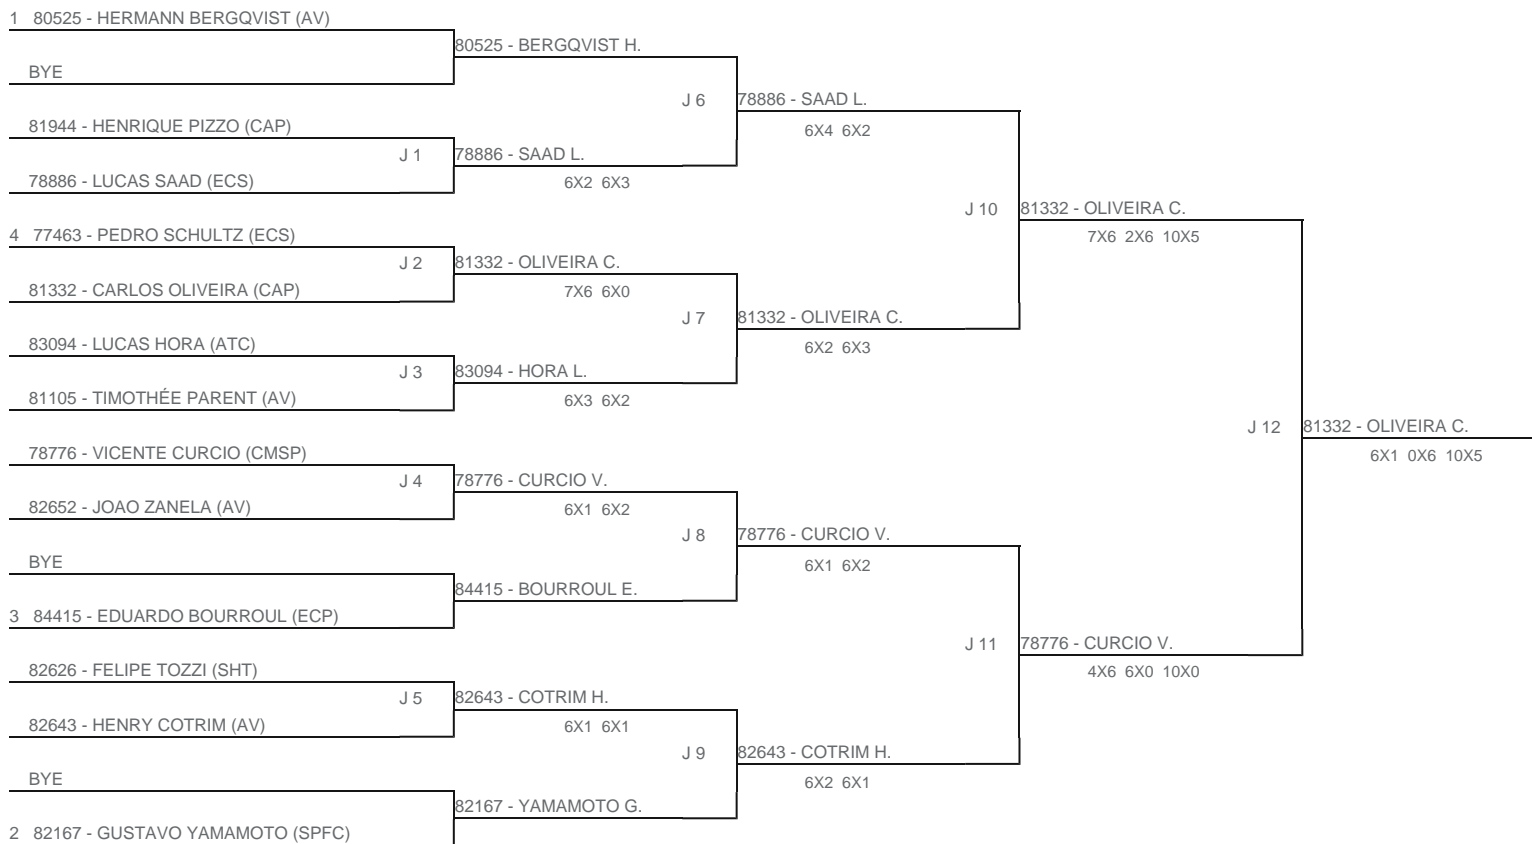 1 80525 - HERMANN BERGQVIST (AV)
80525 - BERGQVIST H.
BYE
J 6
78886 - SAAD L.
6X4 6X2
81944 - HENRIQUE PIZZO (CAP)
J 1
78886 - SAAD L.
6X2 6X3
78886 - LUCAS SAAD (ECS)
J 10
81332 - OLIVEIRA C.
7X6 2X6 10X5
4 77463 - PEDRO SCHULTZ (ECS)
J 2
81332 - OLIVEIRA C.
7X6 6X0
81332 - CARLOS OLIVEIRA (CAP)
J 7
81332 - OLIVEIRA C.
6X2 6X3
83094 - LUCAS HORA (ATC)
J 3
83094 - HORA L.
6X3 6X2
81105 - TIMOTHÉE PARENT (AV)
J 12
81332 - OLIVEIRA C.
6X1 0X6 10X5
78776 - VICENTE CURCIO (CMSP)
J 4
78776 - CURCIO V.
6X1 6X2
82652 - JOAO ZANELA (AV)
J 8
78776 - CURCIO V.
6X1 6X2
BYE
84415 - BOURROUL E.
3 84415 - EDUARDO BOURROUL (ECP)
J 11
78776 - CURCIO V.
4X6 6X0 10X0
82626 - FELIPE TOZZI (SHT)
J 5
82643 - COTRIM H.
6X1 6X1
82643 - HENRY COTRIM (AV)
J 9
82643 - COTRIM H.
6X2 6X1
BYE
82167 - YAMAMOTO G.
2 82167 - GUSTAVO YAMAMOTO (SPFC)